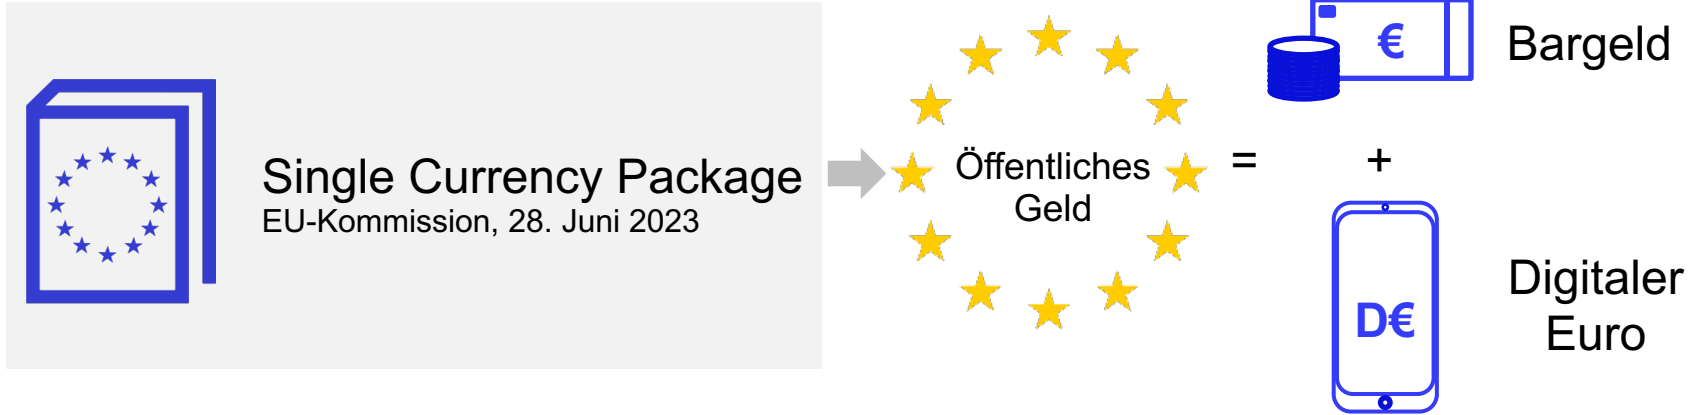 Single Currency Package
EU-Kommission, 28. Juni 2023
Öffentliches
Geld
=
€
Bargeld
+
D€
Digitaler
Euro